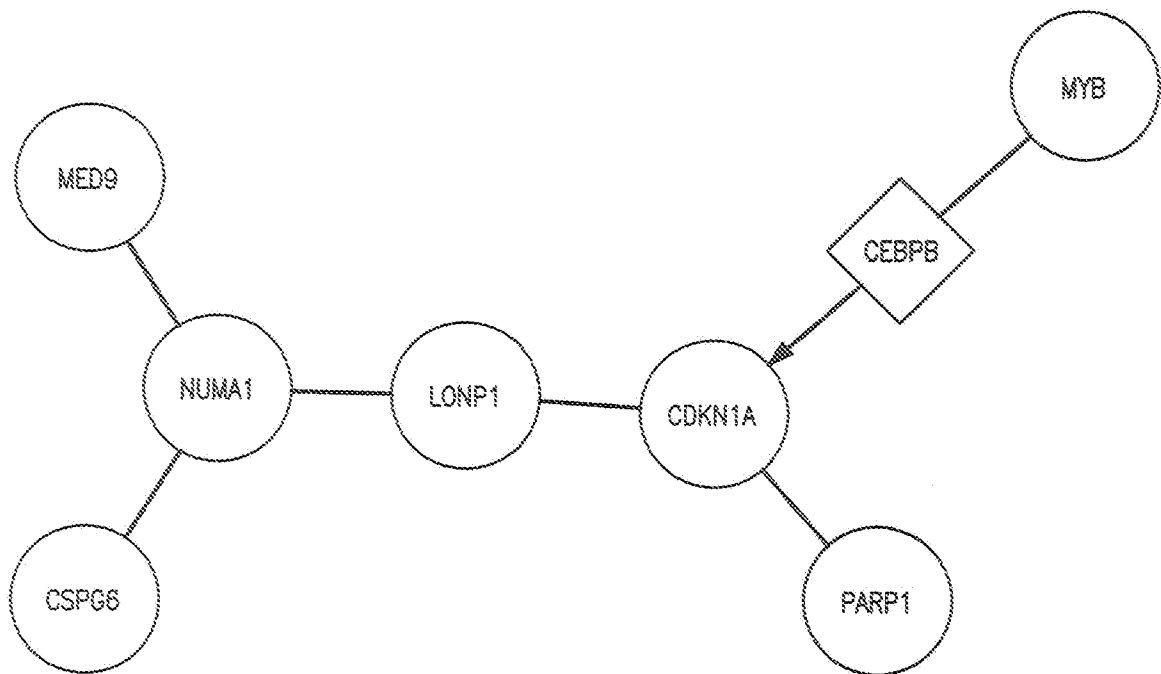 MYB
MED9
CEBPB
NUMA1
LONP1
CDKN1A
CSPG6
PARP1